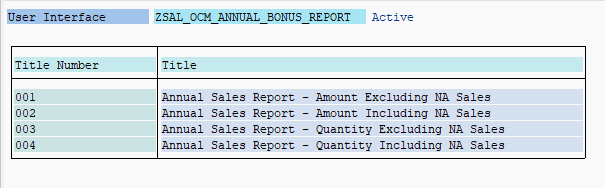 User Interface ZSAL_OCM_ANNUAL_BONUS_REPORT Active
Title Number Title
001 Annual Sales Report - Amount Excluding NA Sales
002 Annual Sales Report - Amount Including NA Sales
003 Annual Sales Report - Quantity Excluding NA Sales
004 Annual Sales Report - Quantity Including NA Sales